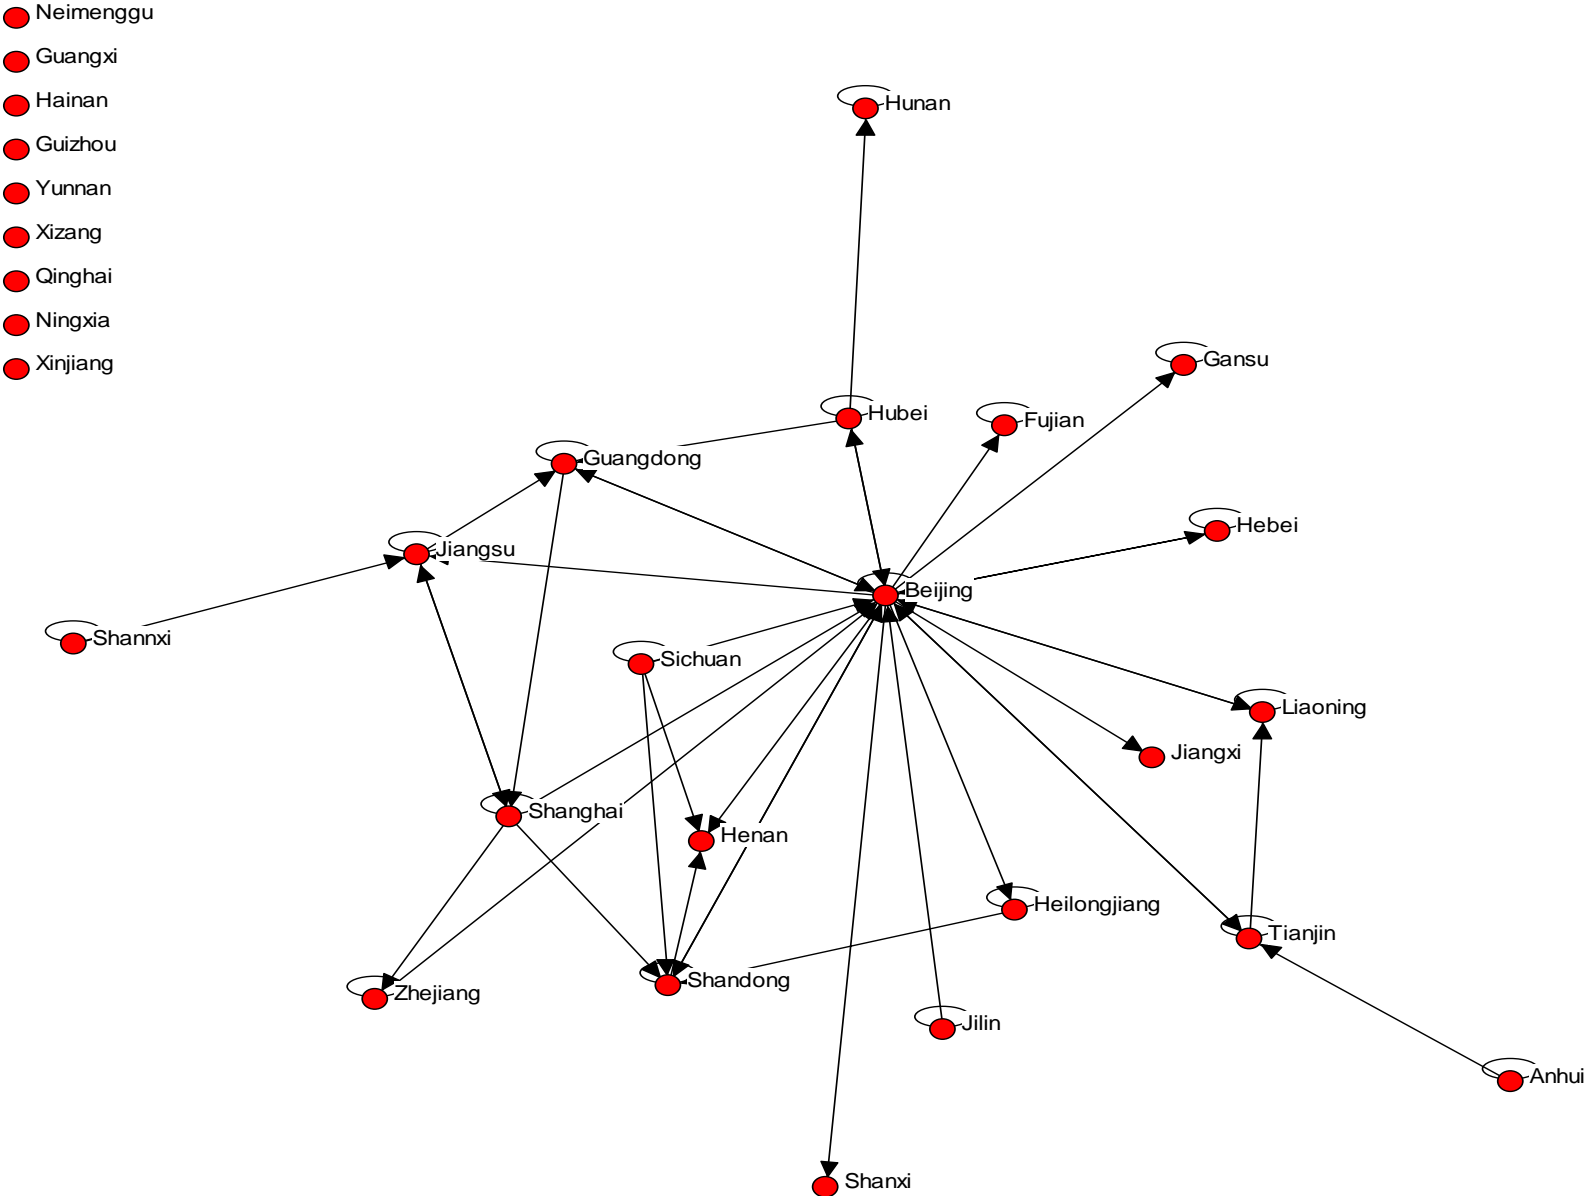 Neimenggu
Guangxi
Hainan
Guizhou
Yunnan
Xizang
Qinghai
Ningxia
Xinjiang
Hunan
Gansu
Hubei
Fujian
Guangdong
Hebei
Jiangsu
Beijing
Shannxi
Sichuan
Liaoning
Jiangxi
Shanghai
Henan
Heilongjiang
Tianjin
Shandong
Zhejiang
Jilin
Anhui
Shanxi